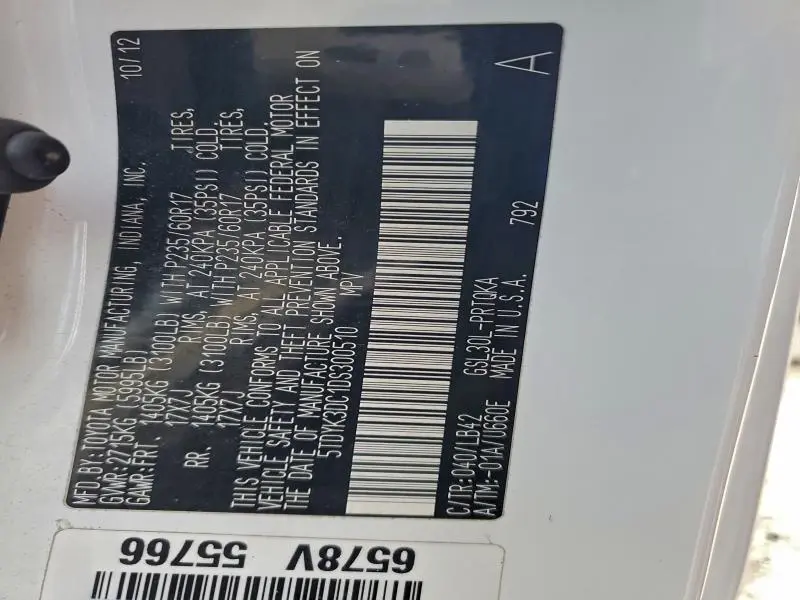 MFD.BY:TOYOTA MOTOR MANUFACTURING, INDIANA, INC. 10/12
GVWR:2715KG(5995LB)
GAWR:FRT. 1405KG(3100LB) WITH P235/60R17 TIRES,
17X7J RIMS, AT 240KPA (35PSI) COLD
RR. 1405KG(3100LB) WITH P235/60R17 TIRES,
17X7J RIMS, AT 240KPA (35PSI) COLD
THIS VEHICLE CONFORMS TO ALL APPLICABLE FEDERAL MOTOR
VEHICLE SAFETY AND THEFT PREVENTION STANDARDS IN EFFECT ON
THE DATE OF MANUFACTURE SHOWN ABOVE.
5TDYK3DC1DS300510 MPV
C/TR:040/LB42 GSL30L-PRTQKA
A/TM:-01A/U660E MADE IN U.S.A. 792 A
6578V 55766